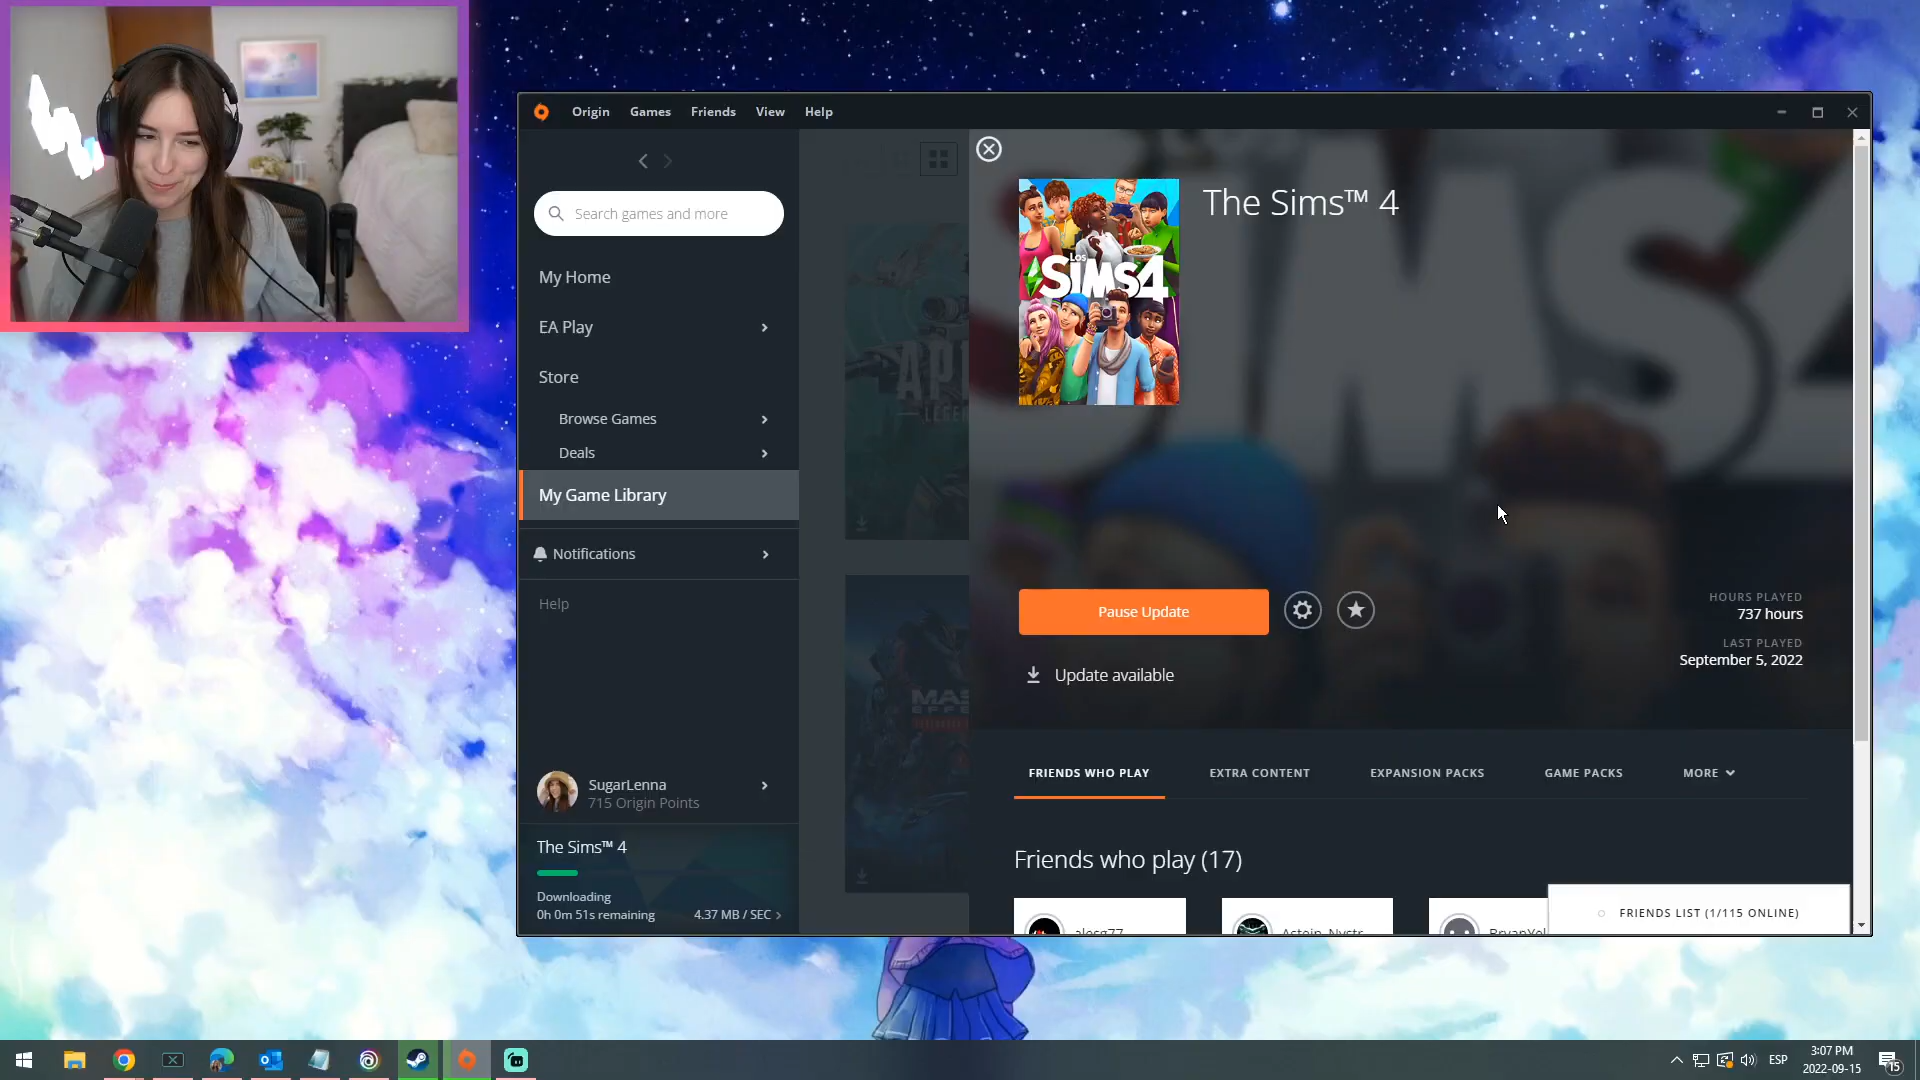 Origin Games Friends View Help
Search games and more
My Home
EA Play
Store
Browse Games
Deals
My Game Library
Notifications
Help
SugarLenna
715 Origin Points
The Sims™ 4
Downloading
0h 0m 51s remaining 4.37 MB / SEC
The Sims™ 4
Los
SIMS4
Pause Update
Update available
HOURS PLAYED
737 hours
LAST PLAYED
September 5, 2022
FRIENDS WHO PLAY EXTRA CONTENT EXPANSION PACKS GAME PACKS MORE
Friends who play (17)
FRIENDS LIST (1/115 ONLINE)
ESP
3:07 PM
2022-09-15
15